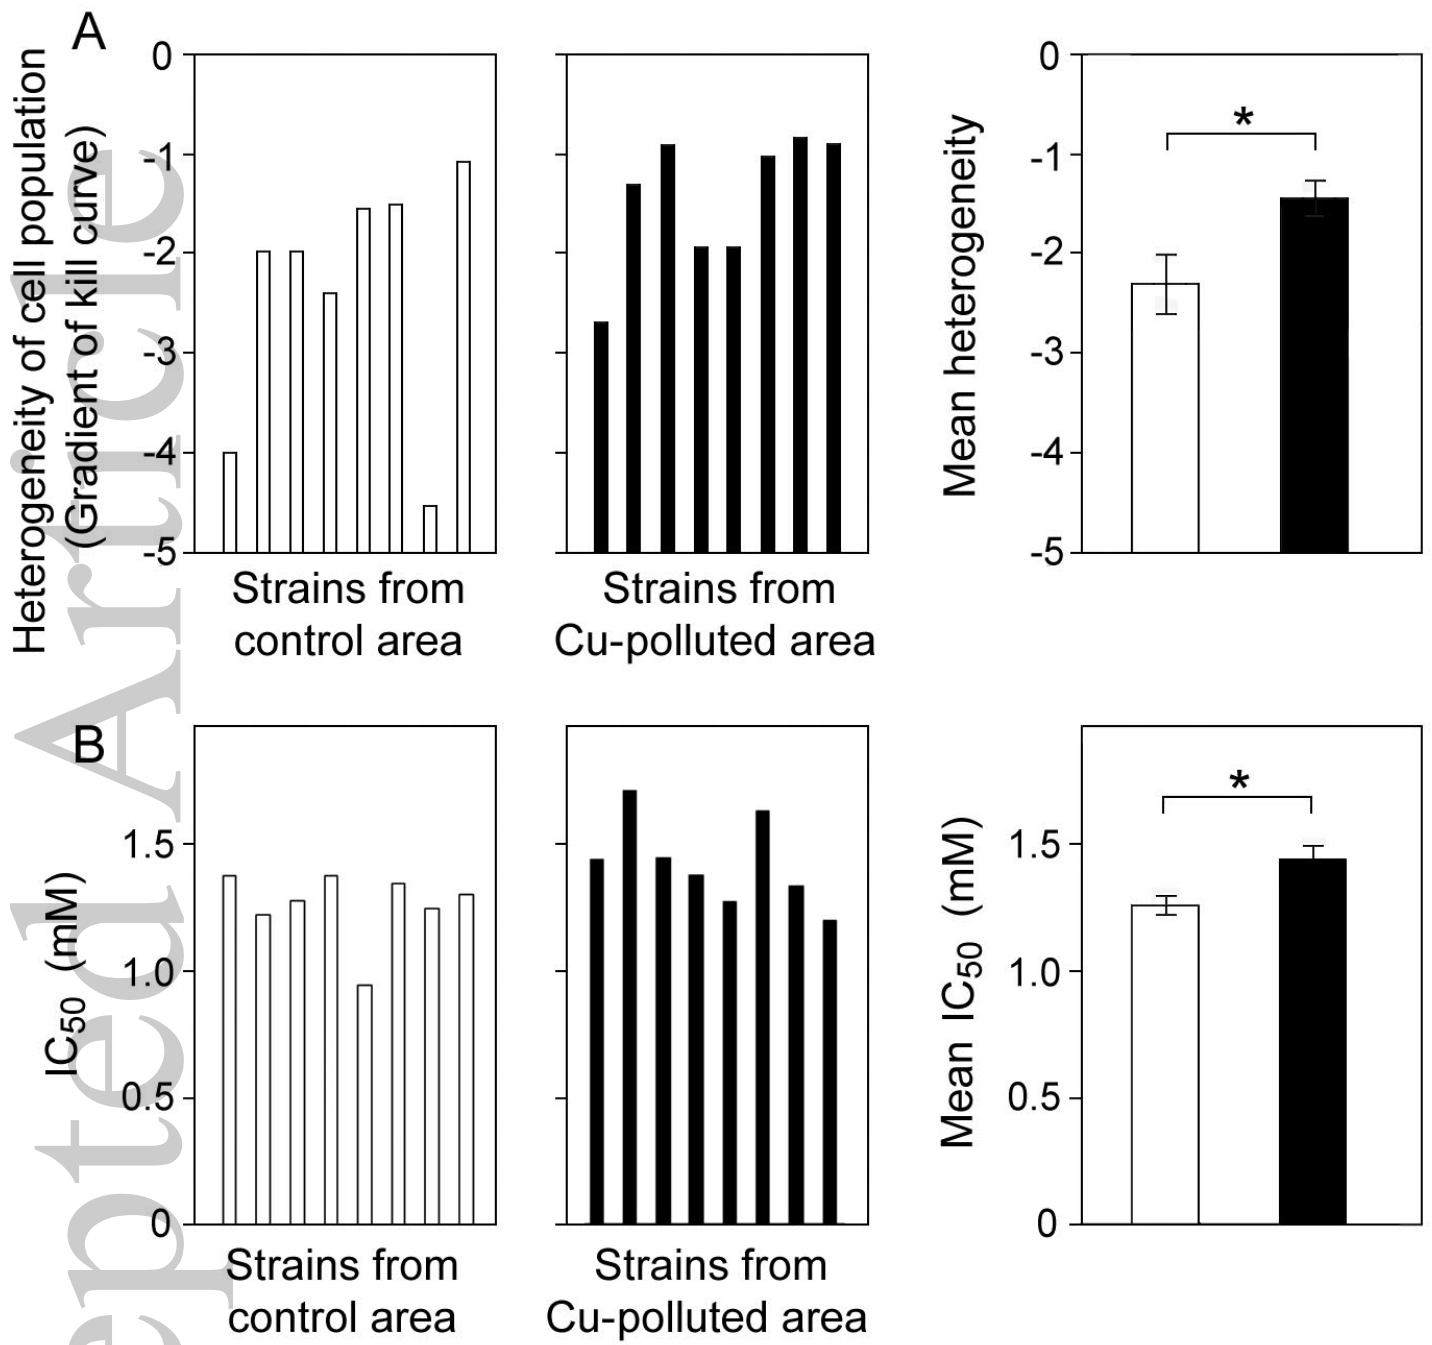 A
Heterogeneity of cell population
(Gradient of kill curve)
0
-1
-2
-3
-4
-5
Strains from
control area
Strains from
Cu-polluted area
Mean heterogeneity
0
-1
-2
-3
-4
-5
*
B
IC50 (mM)
1.5
1.0
0.5
0
Strains from
control area
Strains from
Cu-polluted area
Mean IC50 (mM)
1.5
1.0
0.5
0
*
epted Article